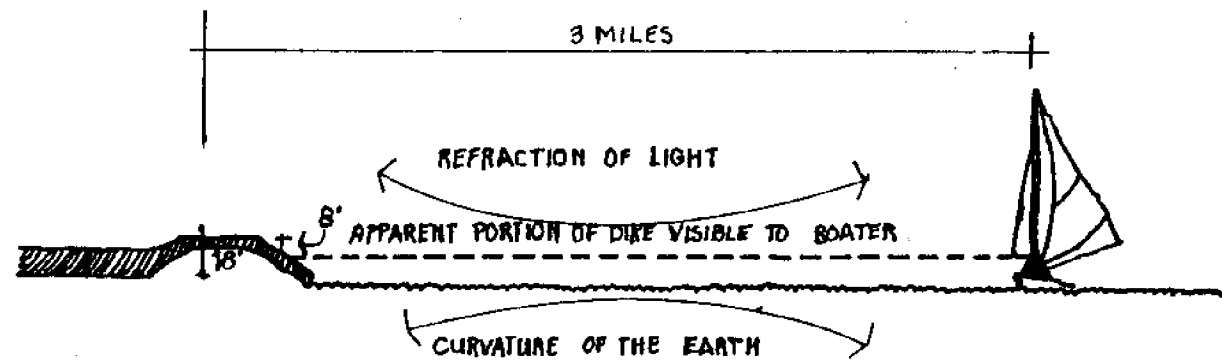 3 MILES
REFRACTION OF LIGHT
8'
APPARENT PORTION OF DIKE VISIBLE TO BOATER
18'
CURVATURE OF THE EARTH